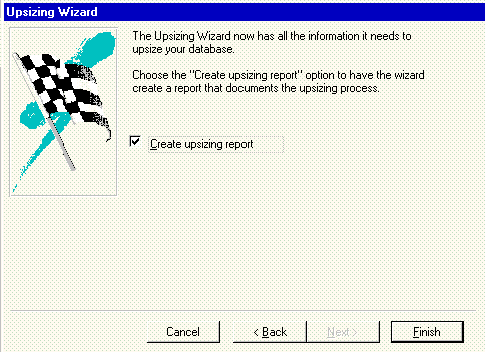 Upsizing Wizard
The Upsizing Wizard now has all the information it needs to
upsize your database.
Choose the "Create upsizing report" option to have the wizard
create a report that documents the upsizing process.
Create upsizing report
Cancel
< Back
Next >
Finish